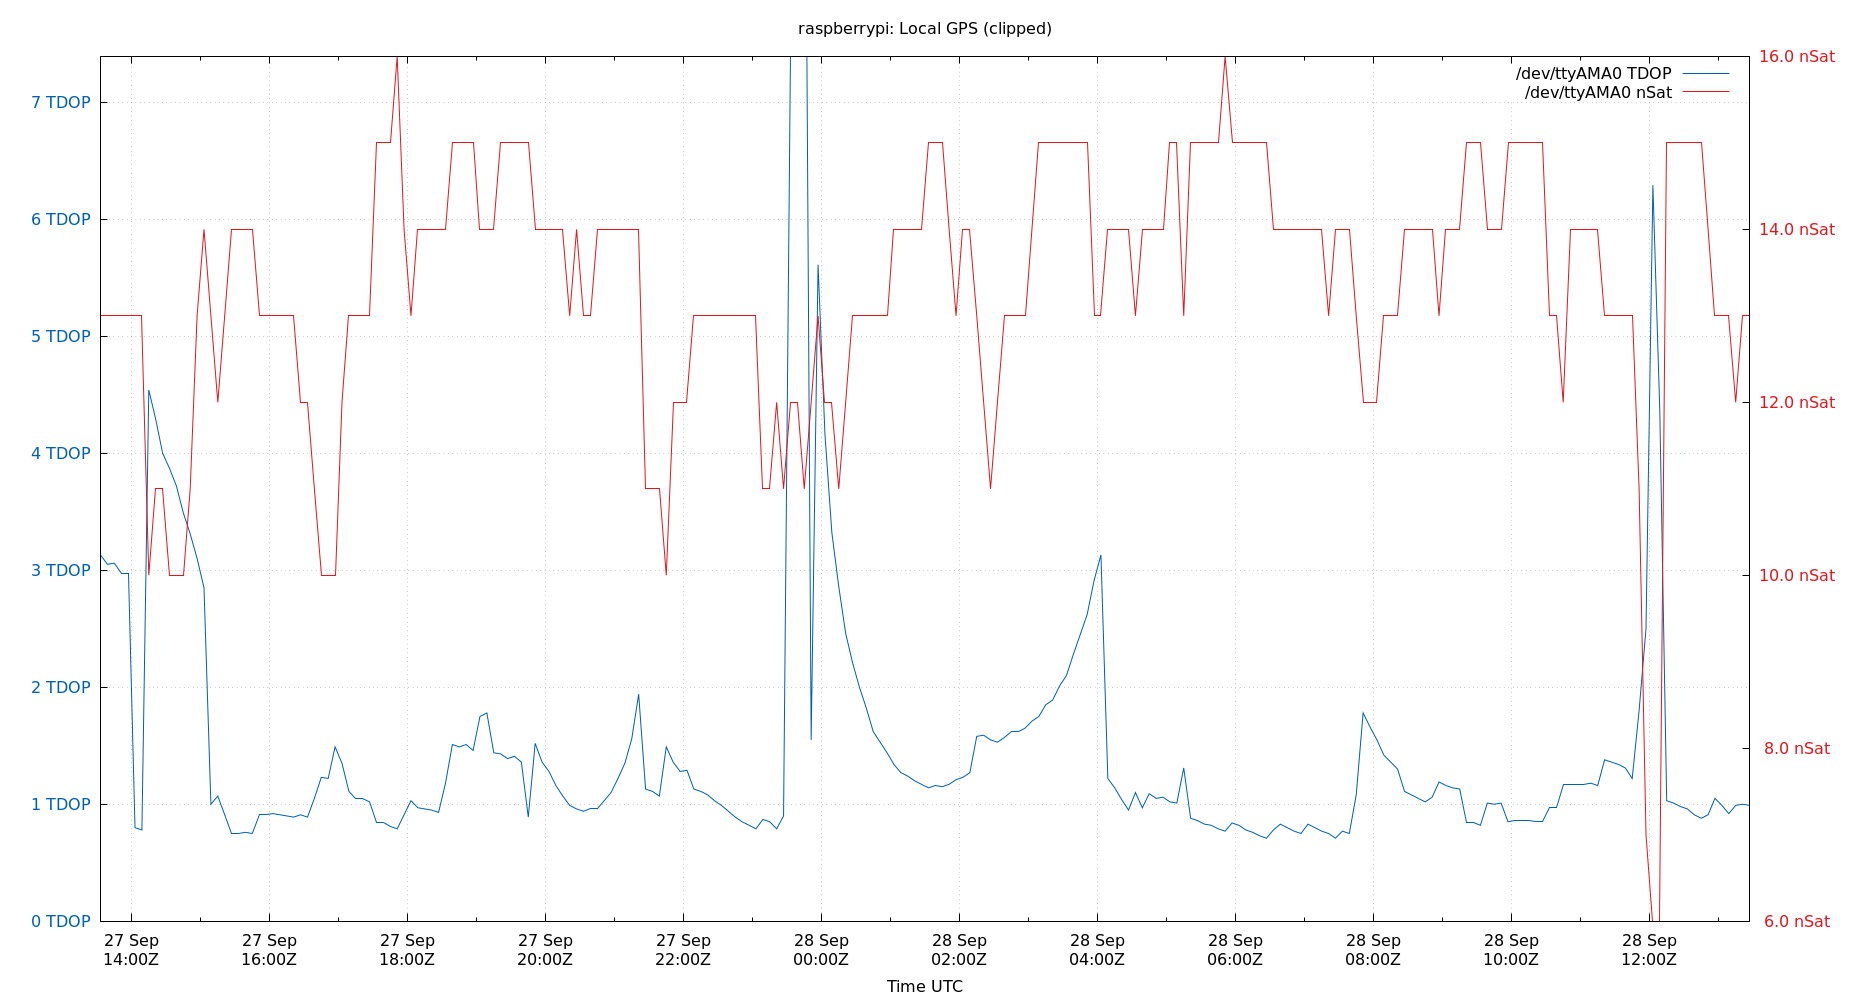 raspberrypi: Local GPS (clipped)
16.0 nSat
/dev/ttyAMA0 TDOP
/dev/ttyAMA0 nSat
7 TDOP
6 TDOP
14.0 nSat
5 TDOP
12.0 nSat
4 TDOP
3 TDOP
10.0 nSat
2 TDOP
8.0 nSat
1 TDOP
0 TDOP
6.0 nSat
27 Sep 27 Sep 27 Sep 27 Sep 27 Sep 28 Sep 28 Sep 28 Sep 28 Sep 28 Sep 28 Sep 28 Sep
14:00Z 16:00Z 18:00Z 20:00Z 22:00Z 00:00Z 02:00Z 04:00Z 06:00Z 08:00Z 10:00Z 12:00Z
Time UTC